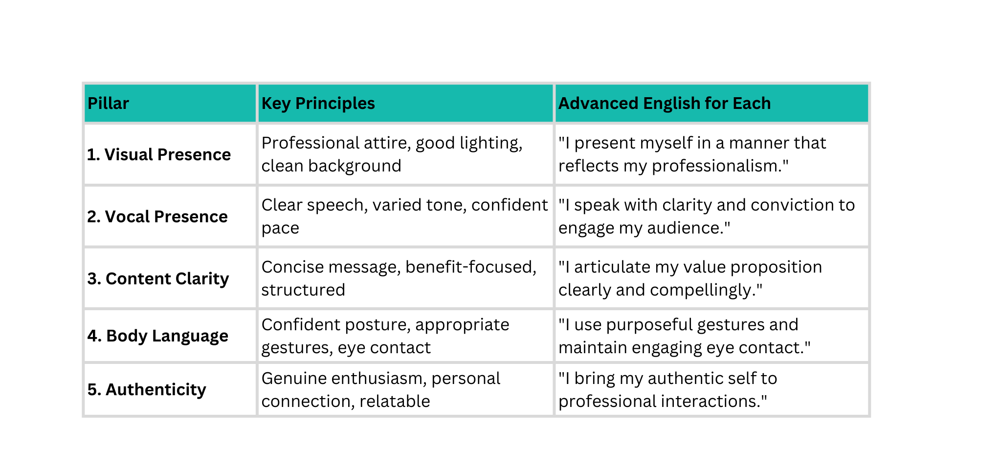 Pillar
Key Principles
Advanced English for Each
1. Visual Presence
Professional attire, good lighting,
clean background
"I present myself in a manner that
reflects my professionalism."
2. Vocal Presence
Clear speech, varied tone, confident
pace
"I speak with clarity and conviction to
engage my audience."
3. Content Clarity
Concise message, benefit-focused,
structured
"I articulate my value proposition
clearly and compellingly."
4. Body Language
Confident posture, appropriate
gestures, eye contact
"I use purposeful gestures and
maintain engaging eye contact."
5. Authenticity
Genuine enthusiasm, personal
connection, relatable
"I bring my authentic self to
professional interactions."